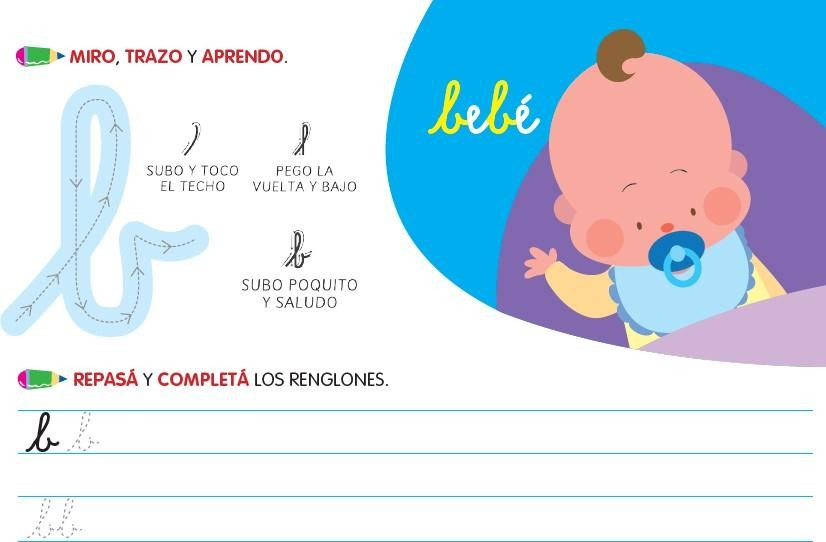 MIRO, TRAZO Y APRENDO.
b
SUBO Y TOCO
EL TECHO
PEGO LA
VUELTA Y BAJO
SUBO POQUITO
Y SALUDO
bebé
REPASÁ Y COMPLETÁ LOS RENGLONES.
b b
bb